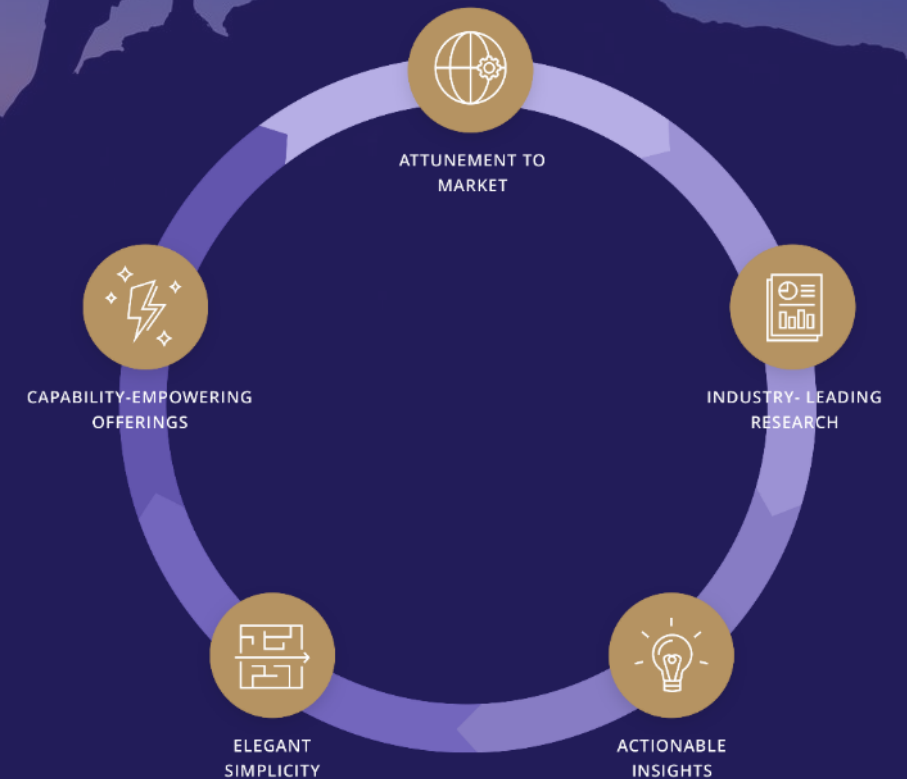 ATTUNEMENT TO
MARKET
INDUSTRY- LEADING
RESEARCH
ACTIONABLE
INSIGHTS
ELEGANT
SIMPLICITY
CAPABILITY-EMPOWERING
OFFERINGS